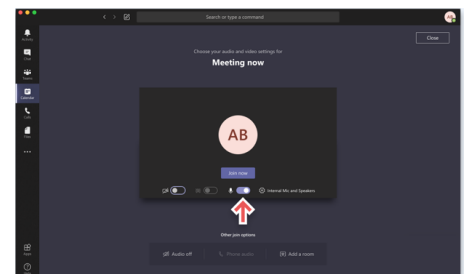 Search or type a command
AB
Close
Activity
Chat
Teams
Calendar
Calls
Files
Choose your audio and video settings for
Meeting now
AB
Join now
Internal Mic and Speakers
Other join options
Audio off
Phone audio
Add a room
Apps